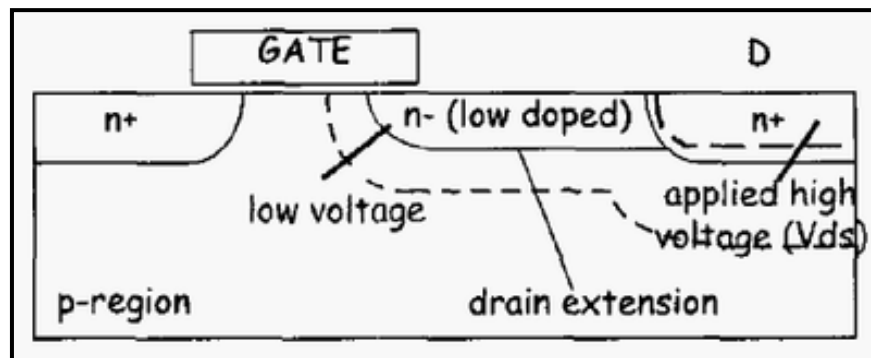 GATE
D
n+
n- (low doped)
n+
low voltage
applied high
voltage (Vds)
p-region
drain extension